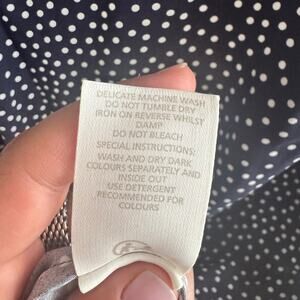 DELICATE MACHINE WASH
DO NOT TUMBLE DRY
IRON ON REVERSE WHILST
DAMP
DO NOT BLEACH
SPECIAL INSTRUCTIONS:
WASH AND DRY DARK
COLOURS SEPARATELY AND
INSIDE OUT
USE DETERGENT
RECOMMENDED FOR
COLOURS